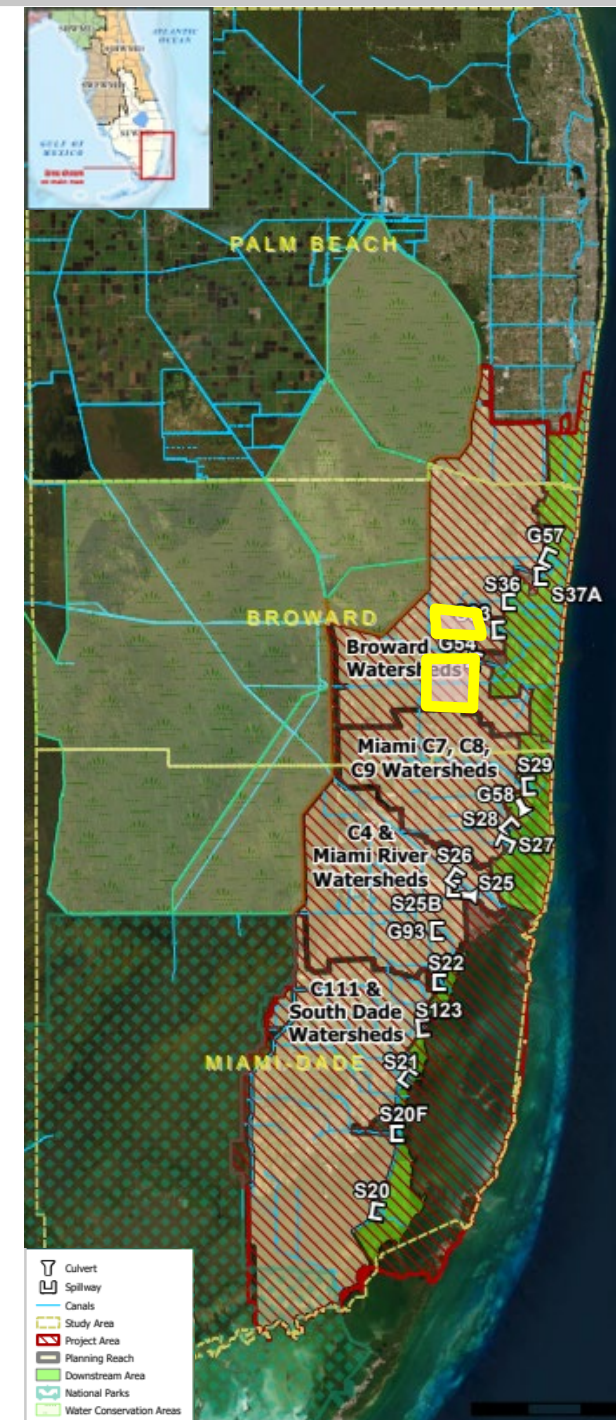 ATLANTIC
OCEAN
GULF OF
MEXICO
PALM BEACH
G57
S36
S37A
BROWARD
Broward G54
Watersheds
Miami C7, C8,
C9 Watersheds
S29
G58
S28
S27
C4 &
Miami River
Watersheds
S26
S25
S25B
G93
S22
C111 &
South Dade
Watersheds
S123
MIAMI-DADE
S21
S20F
S20
Culvert
Spillway
Canals
Study Area
Project Area
Planning Reach
Downstream Area
National Parks
Water Conservation Areas